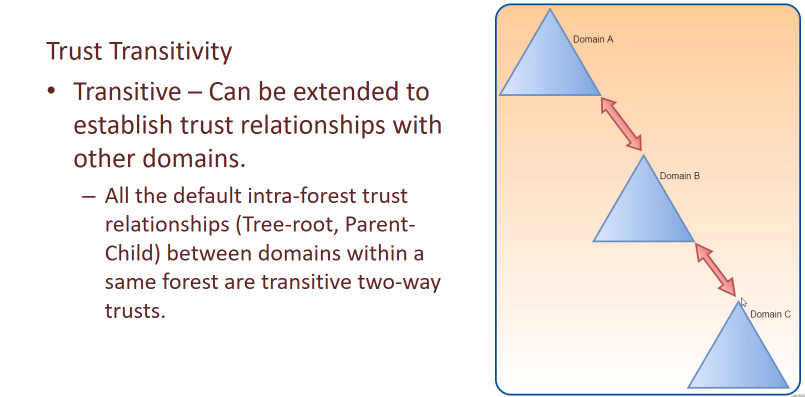 Trust Transitivity
• Transitive – Can be extended to
establish trust relationships with
other domains.
– All the default intra-forest trust
relationships (Tree-root, Parent-
Child) between domains within a
same forest are transitive two-way
trusts.
Domain A
Domain B
Domain C